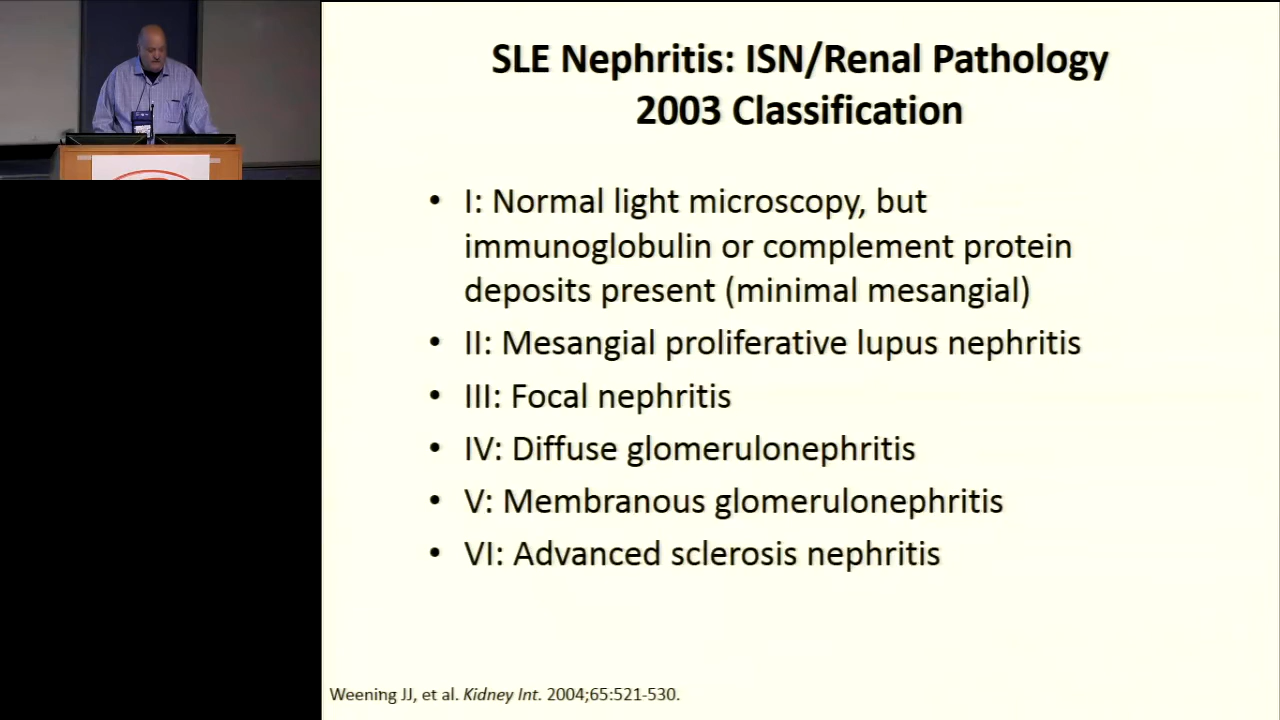 SLE Nephritis: ISN/Renal Pathology
2003 Classification
• I: Normal light microscopy, but
immunoglobulin or complement protein
deposits present (minimal mesangial)
• II: Mesangial proliferative lupus nephritis
• III: Focal nephritis
• IV: Diffuse glomerulonephritis
• V: Membranous glomerulonephritis
• VI: Advanced sclerosis nephritis
Weening JJ, et al. Kidney Int. 2004;65:521-530.